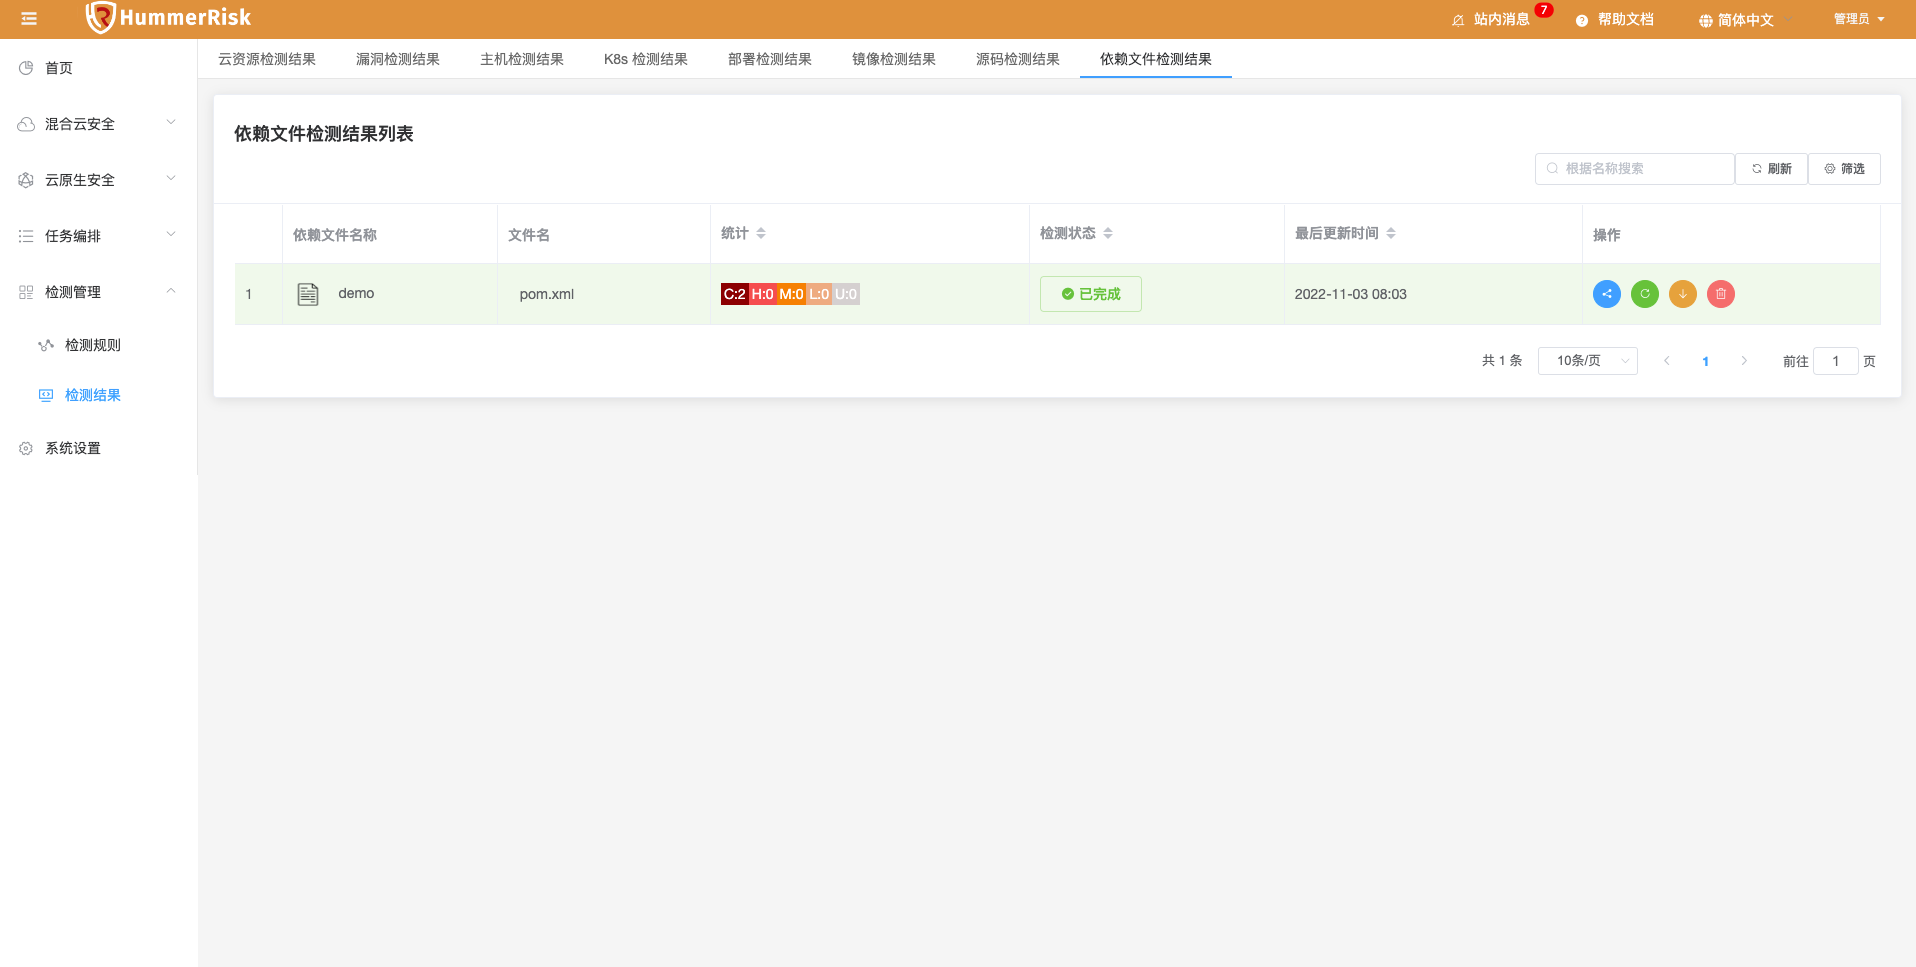 HummerRisk
站内消息 7
帮助文档
简体中文
管理员
首页
混合云安全
云原生安全
任务编排
检测管理
检测规则
检测结果
系统设置
云资源检测结果 漏洞检测结果 主机检测结果 K8s 检测结果 部署检测结果 镜像检测结果 源码检测结果 依赖文件检测结果
依赖文件检测结果列表
根据名称搜索 刷新 筛选
依赖文件名称 文件名 统计 检测状态 最后更新时间 操作
1 demo pom.xml C:2 H:0 M:0 L:0 U:0 已完成 2022-11-03 08:03
共 1 条 10条/页 1 前往 1 页